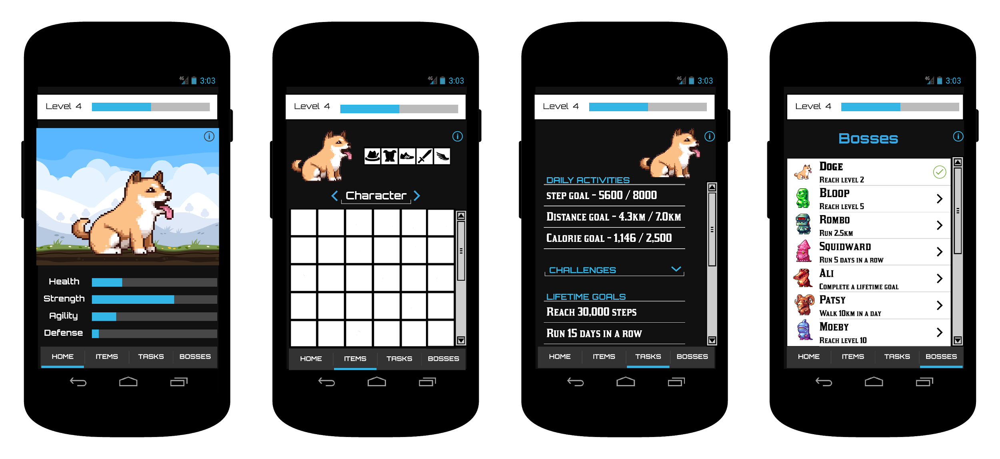 4G 3:03
Level 4
Health
Strength
Agility
Defense
HOME ITEMS TASKS BOSSES
4G 3:03
Level 4
Character
HOME ITEMS TASKS BOSSES
4G 3:03
Level 4
DAILY ACTIVITIES
STEP GOAL - 5600 / 8000
DISTANCE GOAL - 4.3KM / 7.0KM
CALORIE GOAL - 1,146 / 2,500
CHALLENGES
LIFETIME GOALS
REACH 30,000 STEPS
RUN 15 DAYS IN A ROW
HOME ITEMS TASKS BOSSES
4G 3:03
Level 4
Bosses
DOGE
REACH LEVEL 2
BLOOP
REACH LEVEL 5
ROMBO
RUN 2.5KM
SQUIDWARD
RUN 5 DAYS IN A ROW
ALI
COMPLETE A LIFETIME GOAL
PATSY
WALK 10KM IN A DAY
MOEBY
REACH LEVEL 10
HOME ITEMS TASKS BOSSES